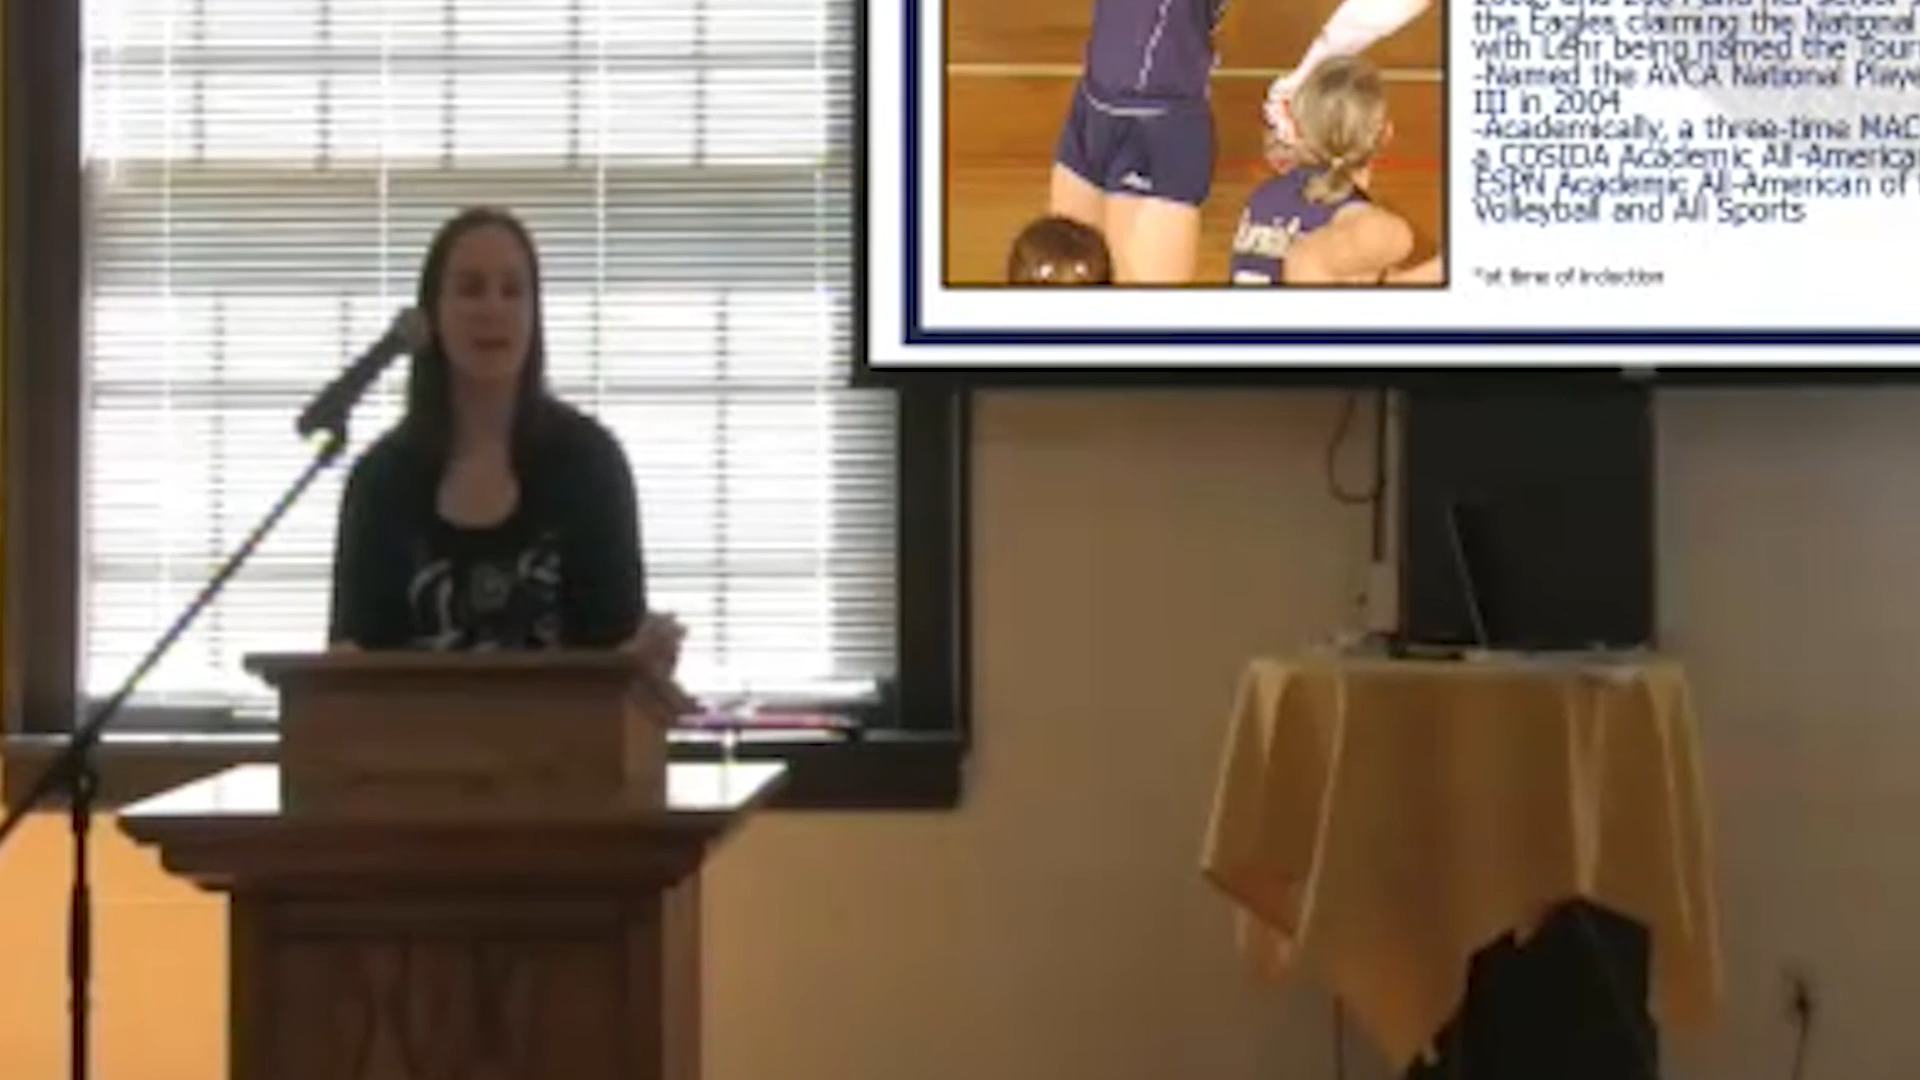 the Eagles claiming the National
with Lehr being named the Tour
-Named the AVCA National Playe
III in 2004
-Academically, a three-time MAC
a COSIDA Academic All-America
ESPN Academic All-American of
Volleyball and All Sports
*at time of induction